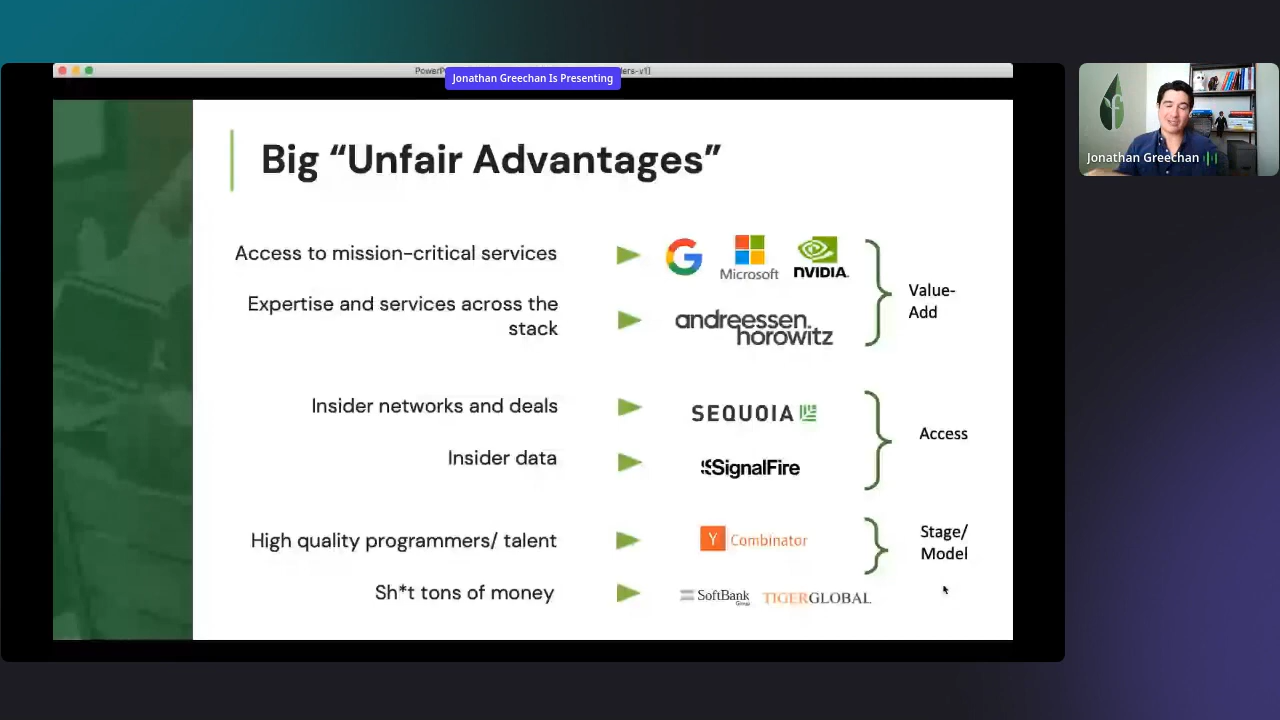 Jonathan Greechan Is Presenting
Jonathan Greechan
Big “Unfair Advantages”
Access to mission-critical services
Microsoft
NVIDIA.
Expertise and services across the
stack
andreessen.
horowitz
Value-
Add
Insider networks and deals
SEQUOIA
Insider data
SignalFire
Access
High quality programmers/ talent
Y Combinator
Stage/
Model
Sh*t tons of money
SoftBank
Group
TIGERGLOBAL